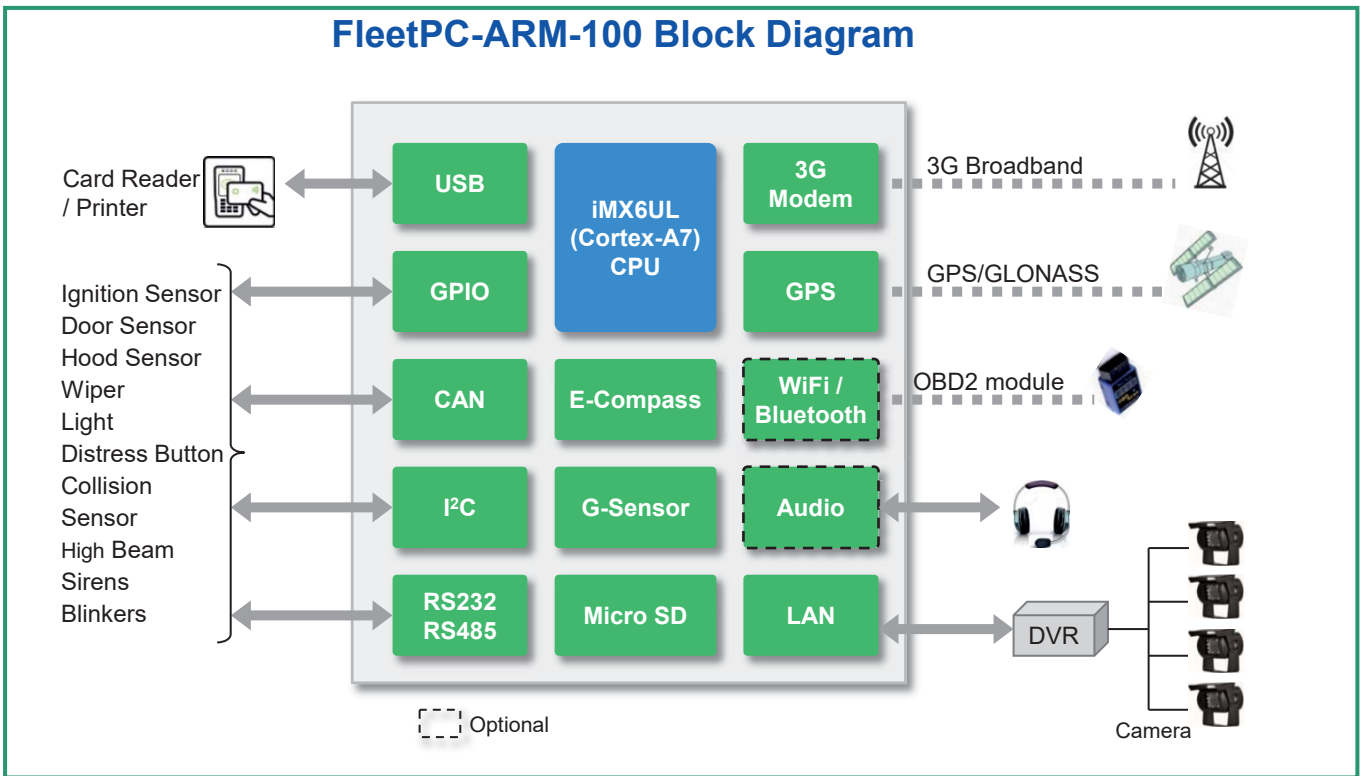 FleetPC-ARM-100 Block Diagram
Card Reader
/ Printer
USB
iMX6UL
(Cortex-A7)
CPU
3G
Modem
3G Broadband
Ignition Sensor
Door Sensor
Hood Sensor
Wiper
Light
Distress Button
Collision
Sensor
High Beam
Sirens
Blinkers
GPIO
GPS
GPS/GLONASS
CAN
E-Compass
WiFi /
Bluetooth
OBD2 module
I²C
G-Sensor
Audio
RS232
RS485
Micro SD
LAN
DVR
Camera
Optional